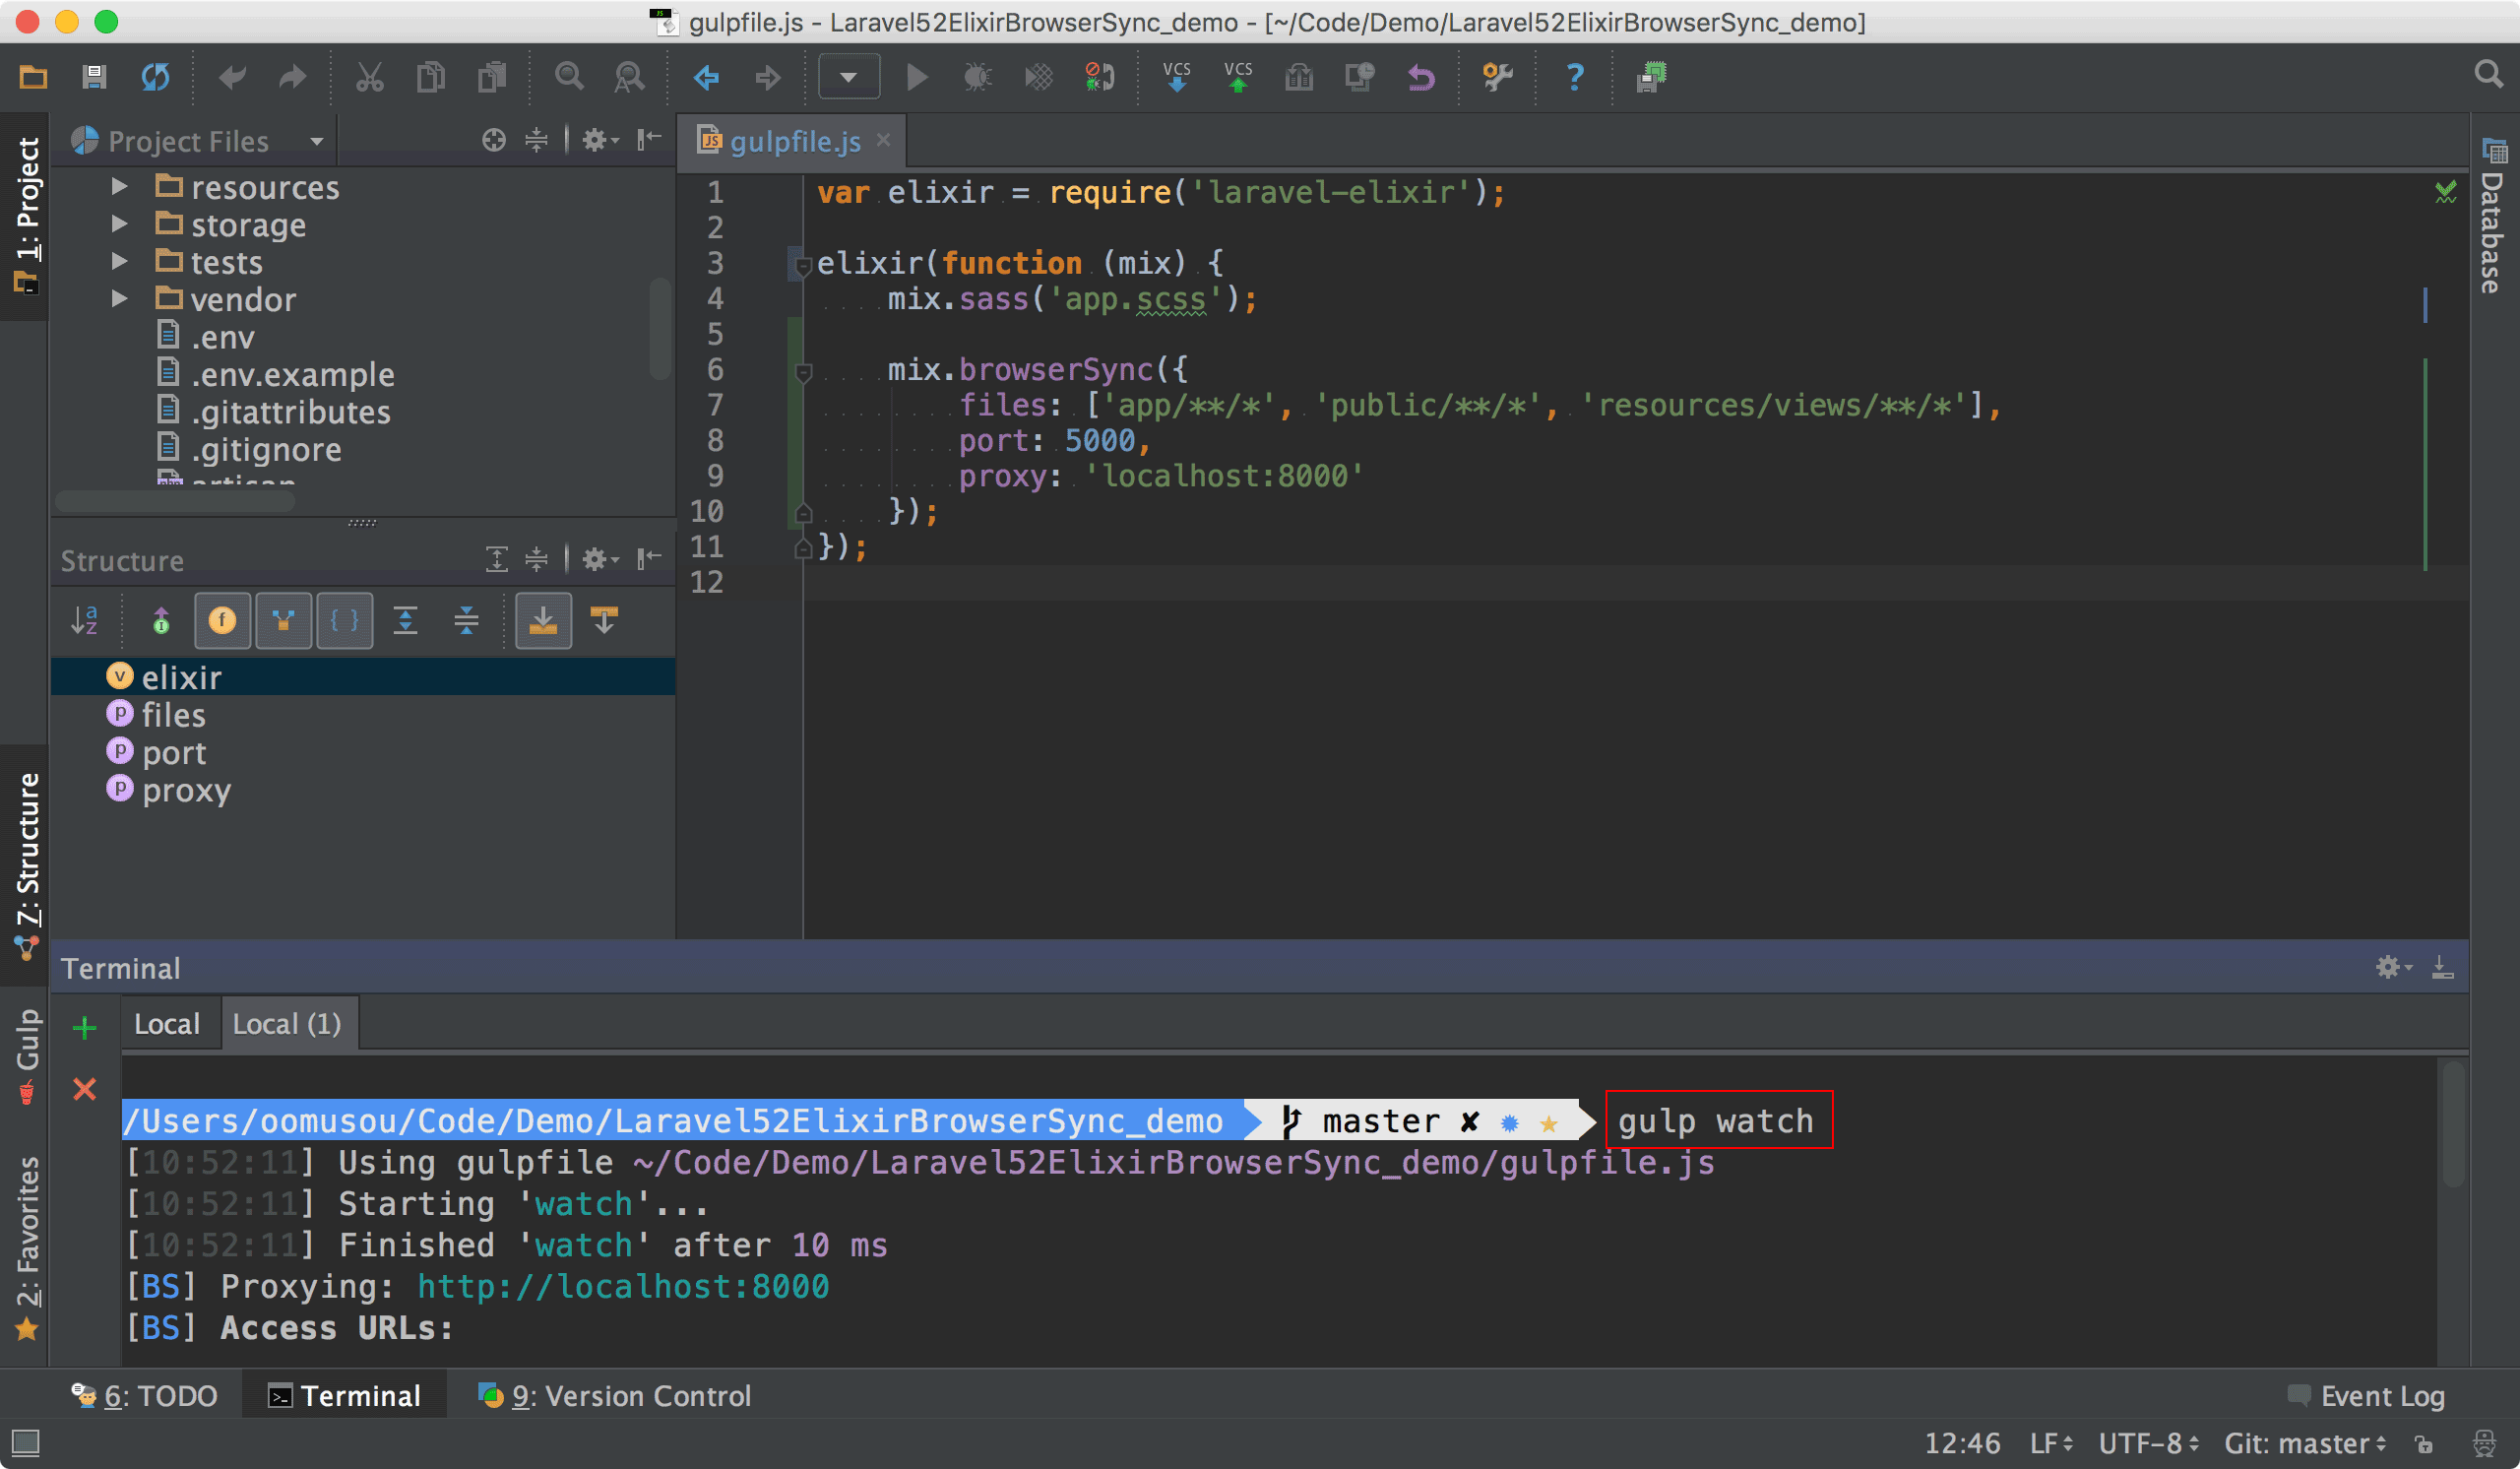 gulpfile.js - Laravel52ElixirBrowserSync_demo - [~/Code/Demo/Laravel52ElixirBrowserSync_demo]
VCS VCS ?
1: Project
Project Files
gulpfile.js
Database
resources
storage
tests
vendor
.env
.env.example
.gitattributes
.gitignore
artisan
1 var elixir = require('laravel-elixir');
2
3 elixir(function (mix) {
4 mix.sass('app.scss');
5
6 mix.browserSync({
7 files: ['app/**/*', 'public/**/*', 'resources/views/**/*'],
8 port: 5000,
9 proxy: 'localhost:8000'
10 });
11 });
12
Structure
elixir
files
port
proxy
7: Structure
Gulp
2: Favorites
Terminal
Local Local (1)
/Users/oomusou/Code/Demo/Laravel52ElixirBrowserSync_demo master ✘ gulp watch
[10:52:11] Using gulpfile ~/Code/Demo/Laravel52ElixirBrowserSync_demo/gulpfile.js
[10:52:11] Starting 'watch'...
[10:52:11] Finished 'watch' after 10 ms
[BS] Proxying: http://localhost:8000
[BS] Access URLs:
6: TODO Terminal 9: Version Control Event Log
12:46 LF UTF-8 Git: master